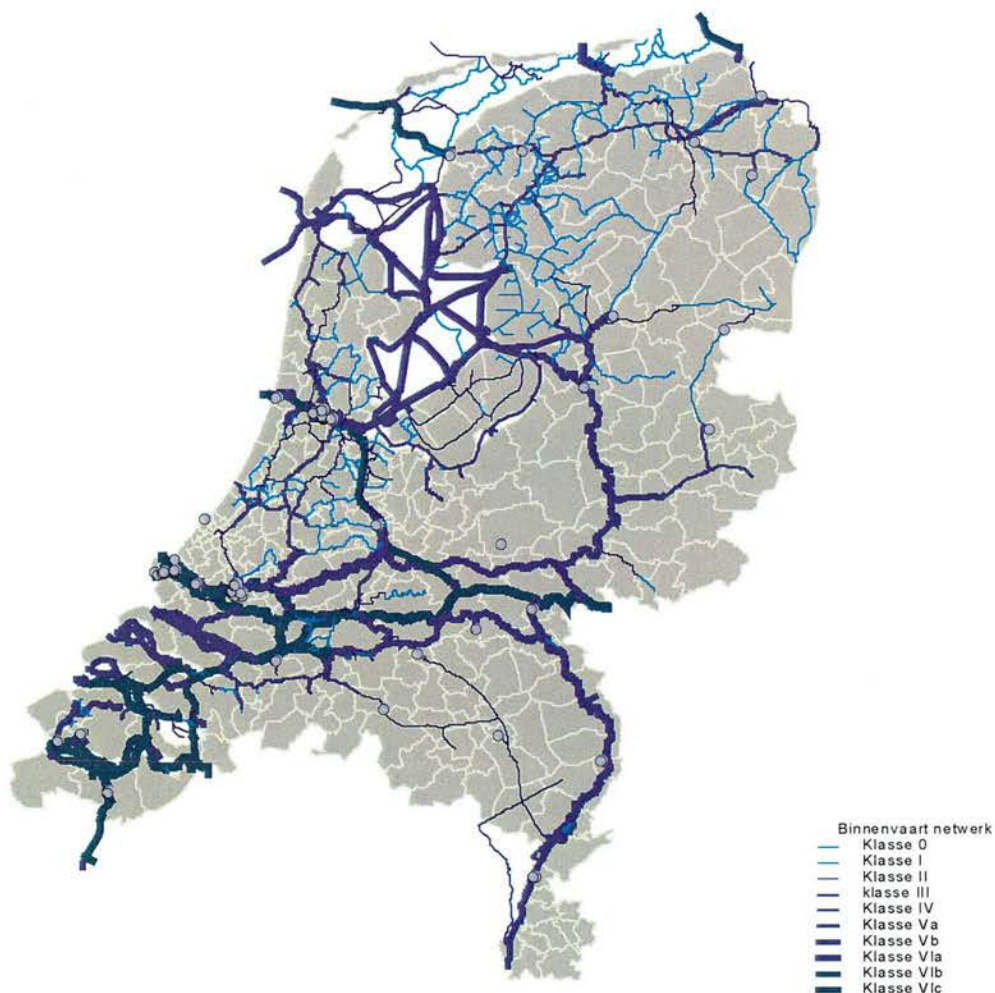 Binnenvaart netwerk
Klasse 0
Klasse I
Klasse II
klasse III
Klasse IV
Klasse Va
Klasse Vb
Klasse VIa
Klasse VIb
Klasse VIc